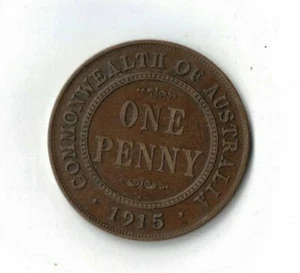 COMMONWEALTH OF AUSTRALIA
ONE
PENNY
· 1915 ·